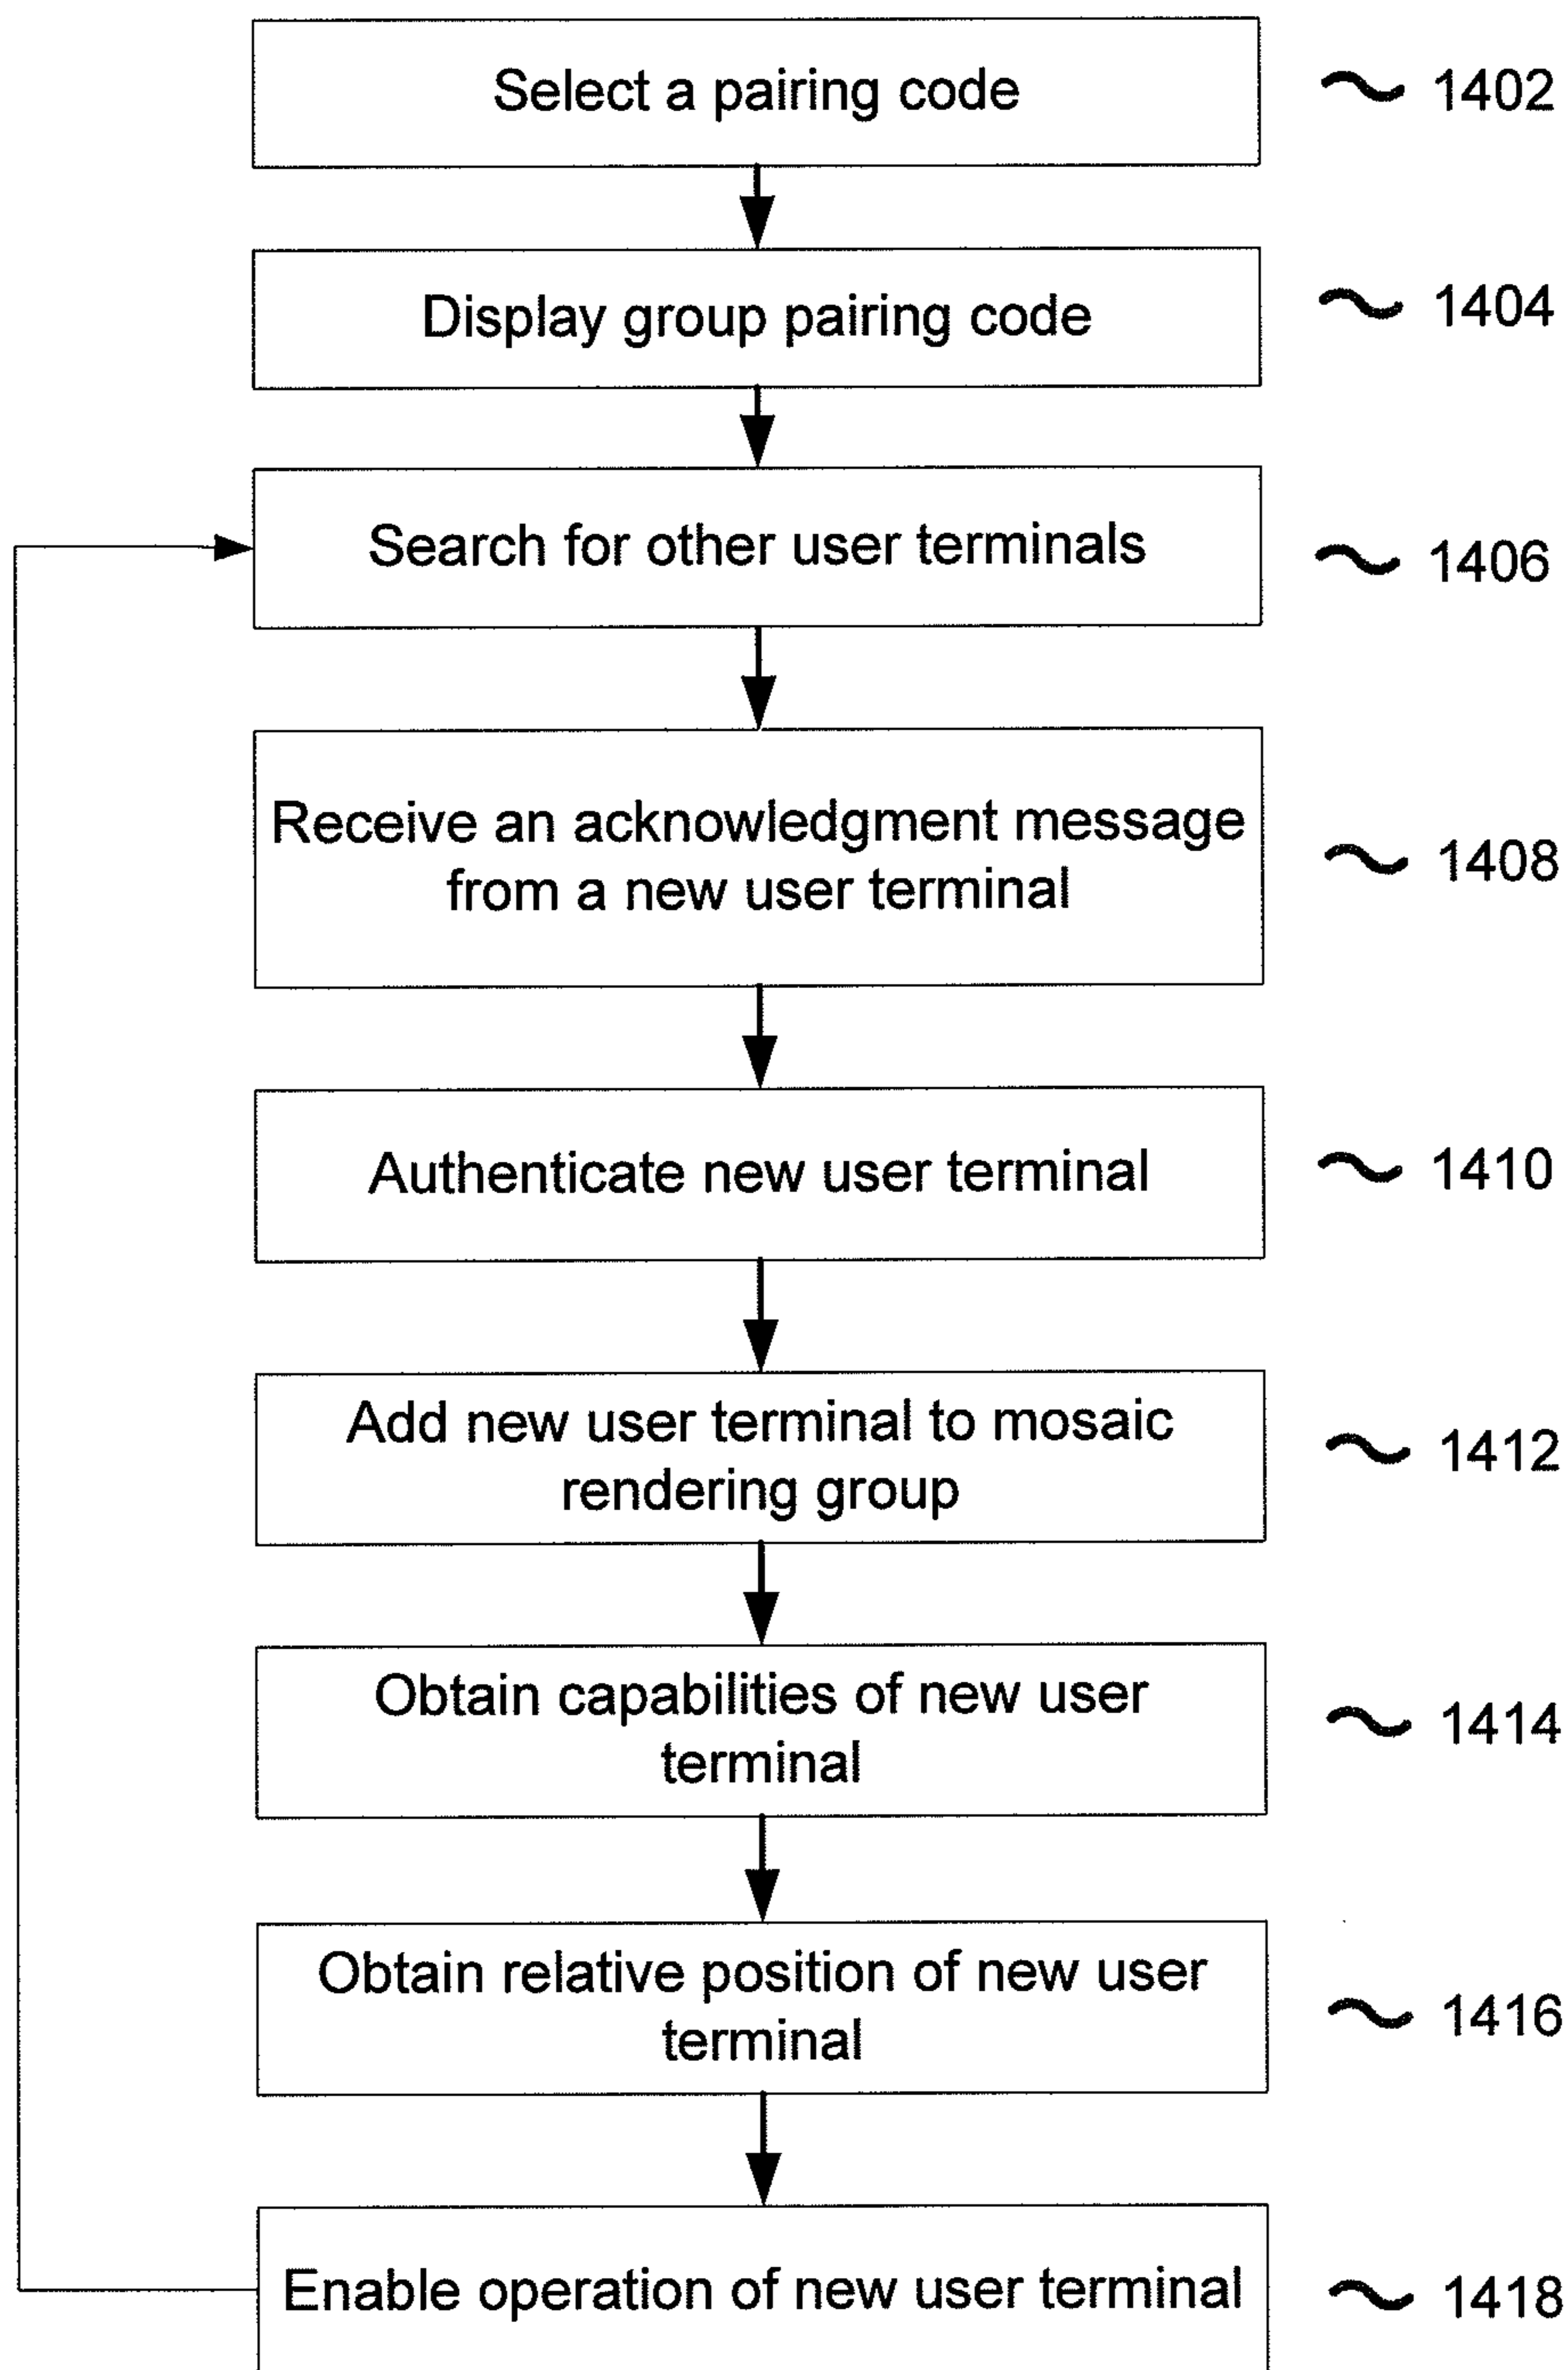 Select a pairing code
1402
Display group pairing code
1404
Search for other user terminals
1406
Receive an acknowledgment message
from a new user terminal
1408
Authenticate new user terminal
1410
Add new user terminal to mosaic
rendering group
1412
Obtain capabilities of new user
terminal
1414
Obtain relative position of new user
terminal
1416
Enable operation of new user terminal
1418